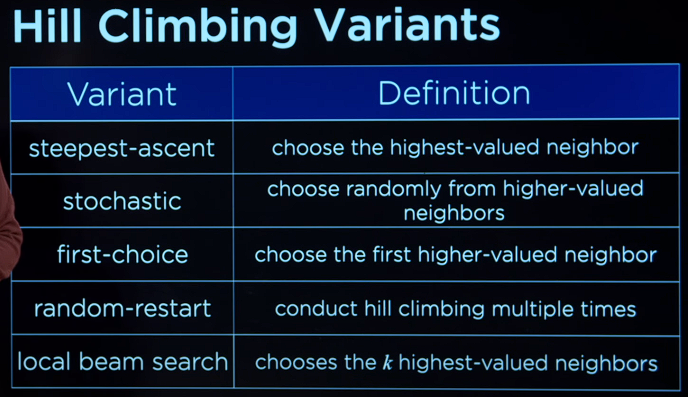 Hill Climbing Variants
Variant
Definition
steepest-ascent
choose the highest-valued neighbor
stochastic
choose randomly from higher-valued
neighbors
first-choice
choose the first higher-valued neighbor
random-restart
conduct hill climbing multiple times
local beam search
chooses the k highest-valued neighbors